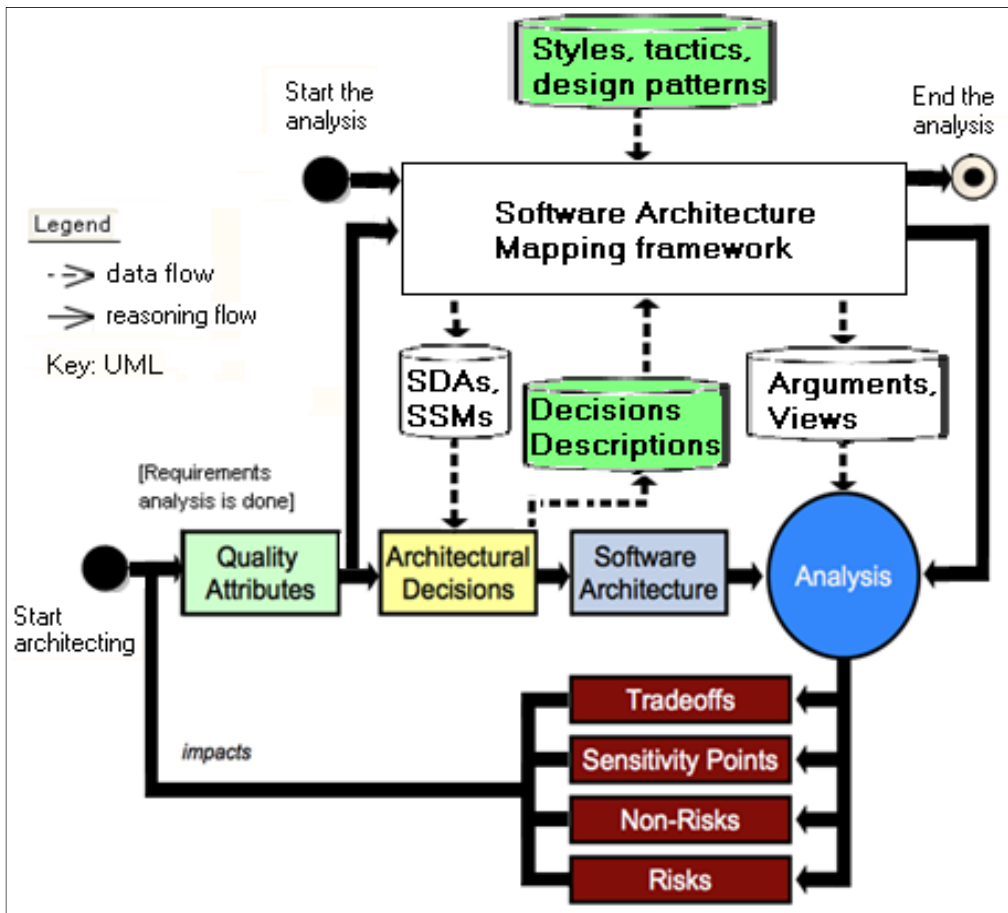 Styles, tactics,
design patterns
Start the
analysis
End the
analysis
Software Architecture
Mapping framework
Legend
data flow
reasoning flow
Key: UML
SDAs,
SSMs
Decisions
Descriptions
Arguments,
Views
[Requirements
analysis is done]
Quality
Attributes
Architectural
Decisions
Software
Architecture
Analysis
Start
architecting
Tradeoffs
impacts
Sensitivity Points
Non-Risks
Risks